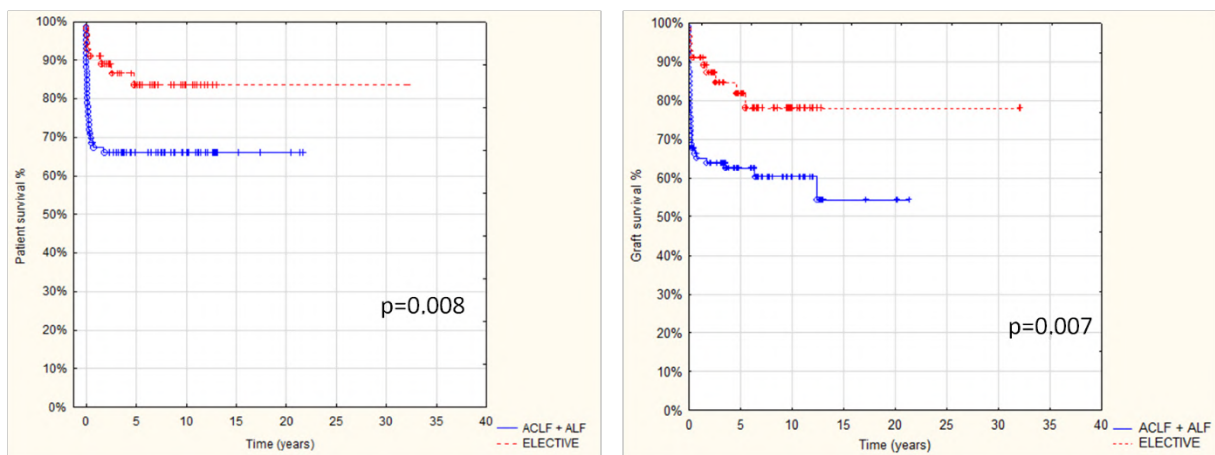 100%
90%
80%
70%
60%
50%
40%
30%
20%
10%
0%
Patient survival %
p=0,008
0 5 10 15 20 25 30 35 40
Time (years)
ACLF + ALF
ELECTIVE
100%
90%
80%
70%
60%
50%
40%
30%
20%
10%
0%
Graft survival %
p=0,007
0 5 10 15 20 25 30 35 40
Time (years)
ACLF + ALF
ELECTIVE